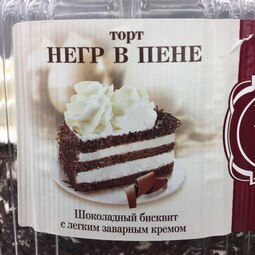 торт
НЕГР В ПЕНЕ
Шоколадный бисквит
с легким заварным кремом